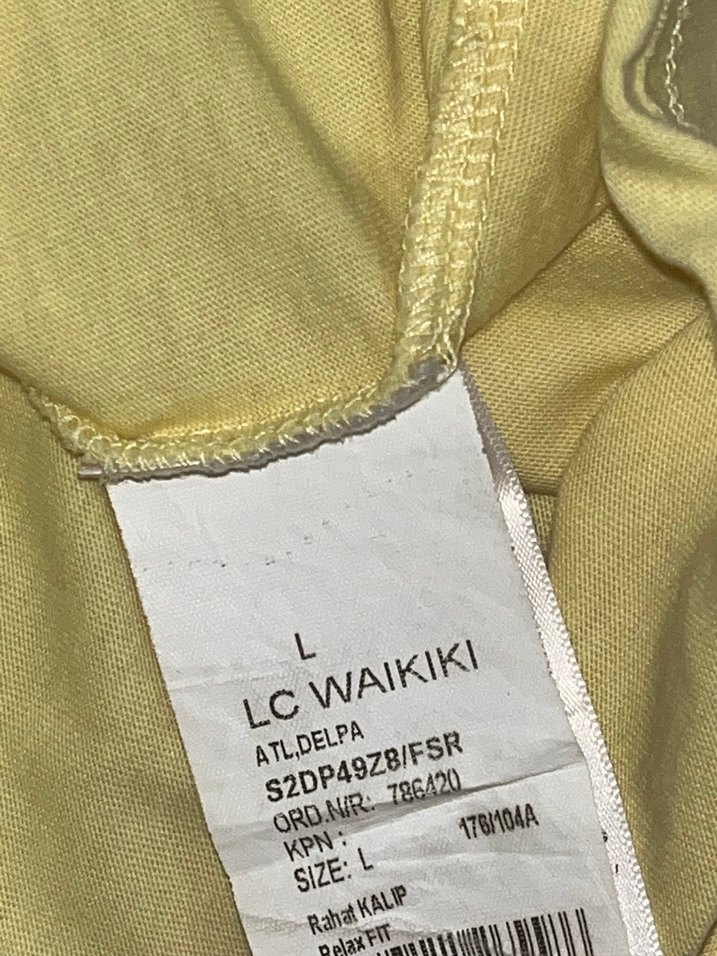 L
LC WAIKIKI
ATL,DELPA
S2DP49Z8/FSR
ORD.N/R: 786420
KPN : 176/104A
SIZE: L
Rahat KALIP
Relax FIT